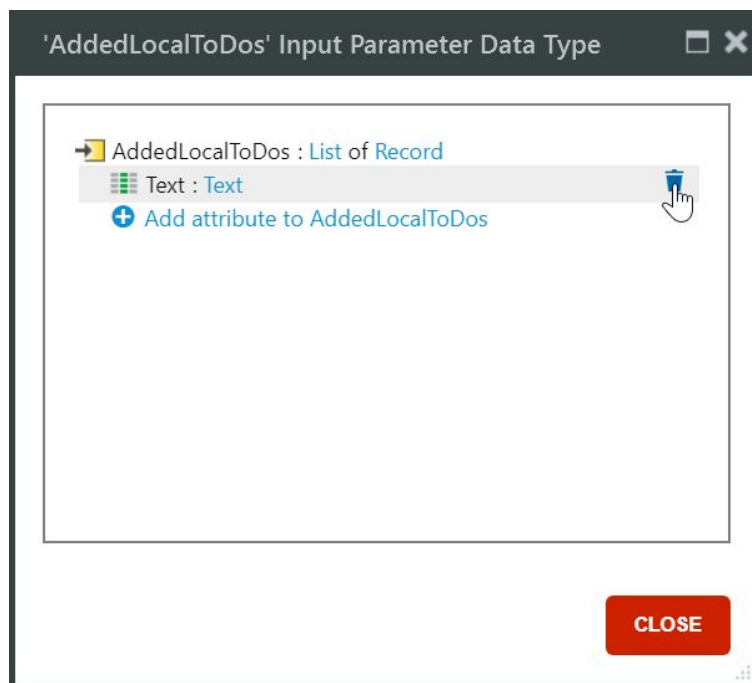 'AddedLocalToDos' Input Parameter Data Type
AddedLocalToDos : List of Record
Text : Text
Add attribute to AddedLocalToDos
CLOSE